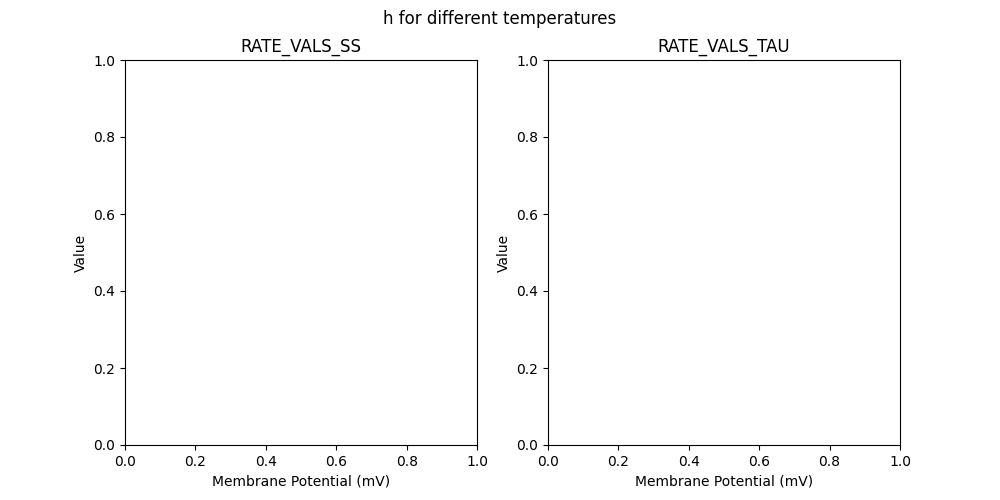 h for different temperatures
RATE_VALS_SS
1.0
0.8
0.6
0.4
0.2
0.0
Value
0.0 0.2 0.4 0.6 0.8 1.0
Membrane Potential (mV)
RATE_VALS_TAU
1.0
0.8
0.6
0.4
0.2
0.0
Value
0.0 0.2 0.4 0.6 0.8 1.0
Membrane Potential (mV)